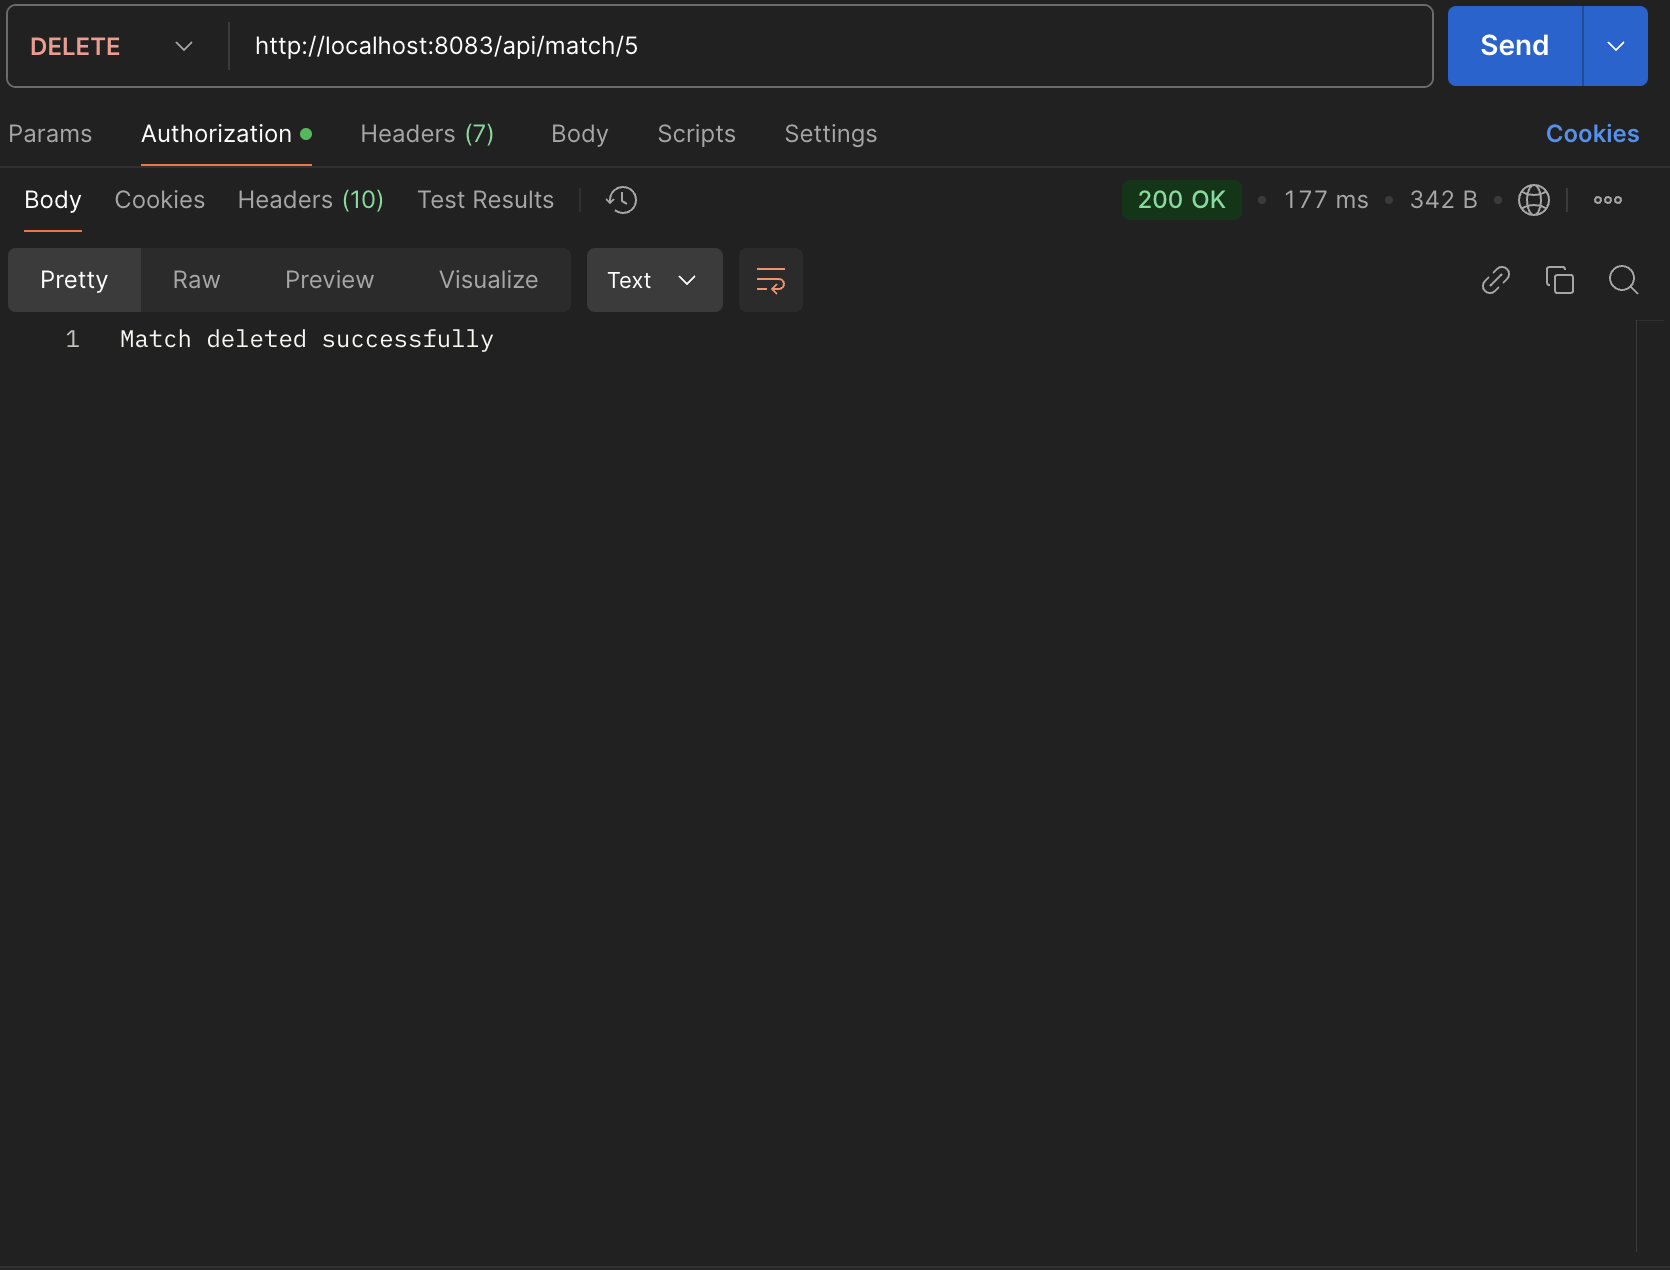 DELETE http://localhost:8083/api/match/5 Send
Params Authorization Headers (7) Body Scripts Settings Cookies
Body Cookies Headers (10) Test Results 200 OK 177 ms 342 B
Pretty Raw Preview Visualize Text
1 Match deleted successfully